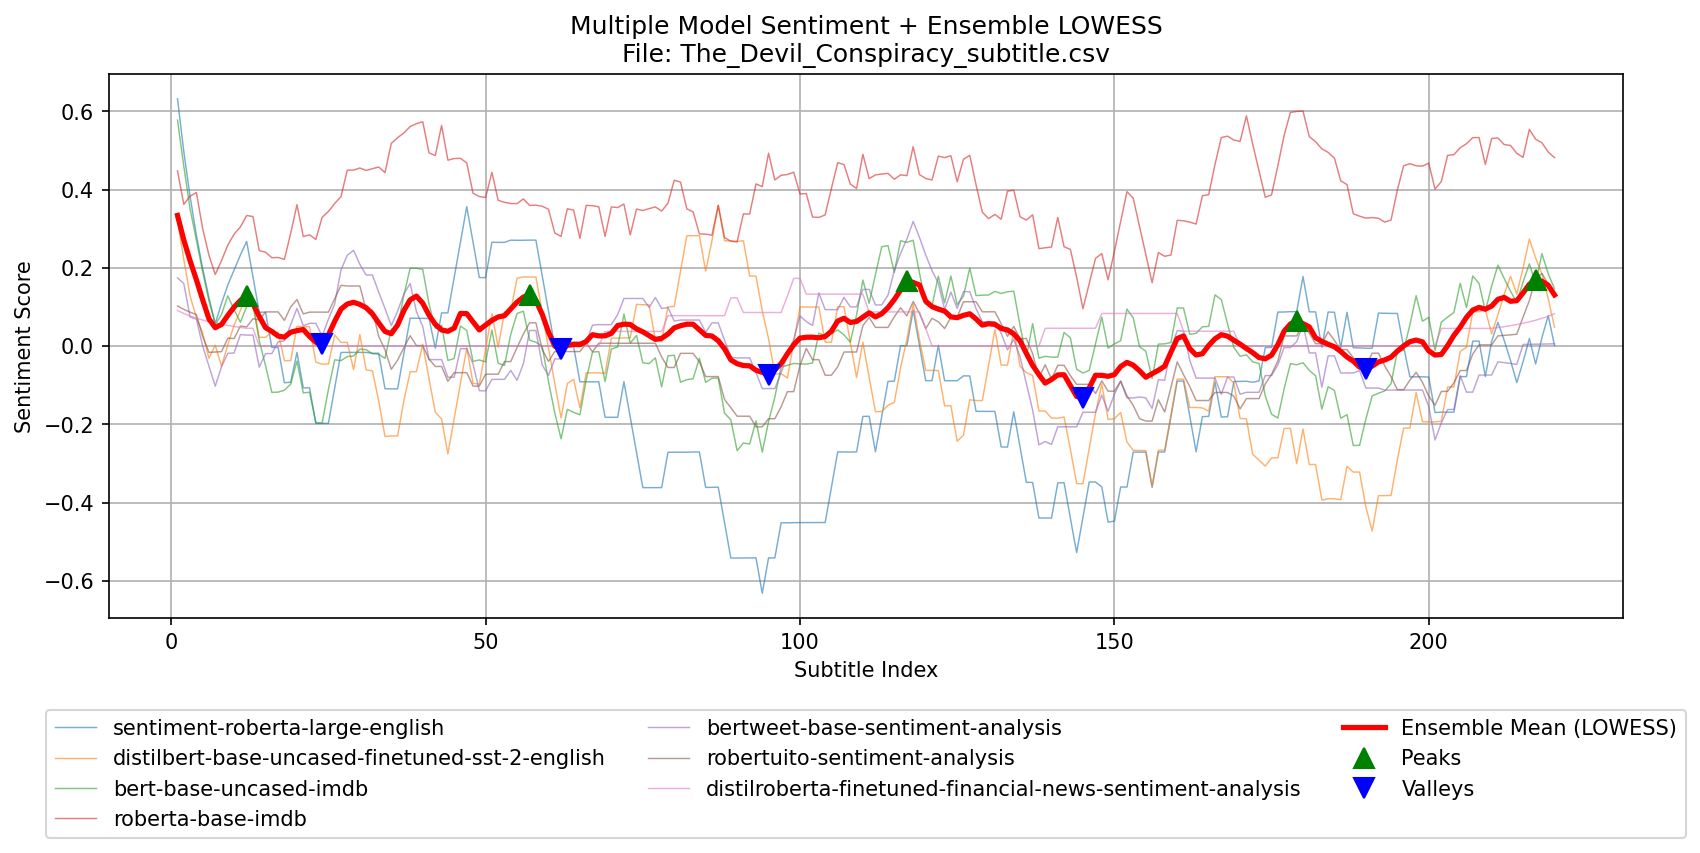 Multiple Model Sentiment + Ensemble LOWESS
File: The_Devil_Conspiracy_subtitle.csv
Sentiment Score
0.6
0.4
0.2
0.0
−0.2
−0.4
−0.6
0
50
100
150
200
Subtitle Index
sentiment-roberta-large-english
distilbert-base-uncased-finetuned-sst-2-english
bert-base-uncased-imdb
roberta-base-imdb
bertweet-base-sentiment-analysis
robertuito-sentiment-analysis
distilroberta-finetuned-financial-news-sentiment-analysis
Ensemble Mean (LOWESS)
Peaks
Valleys